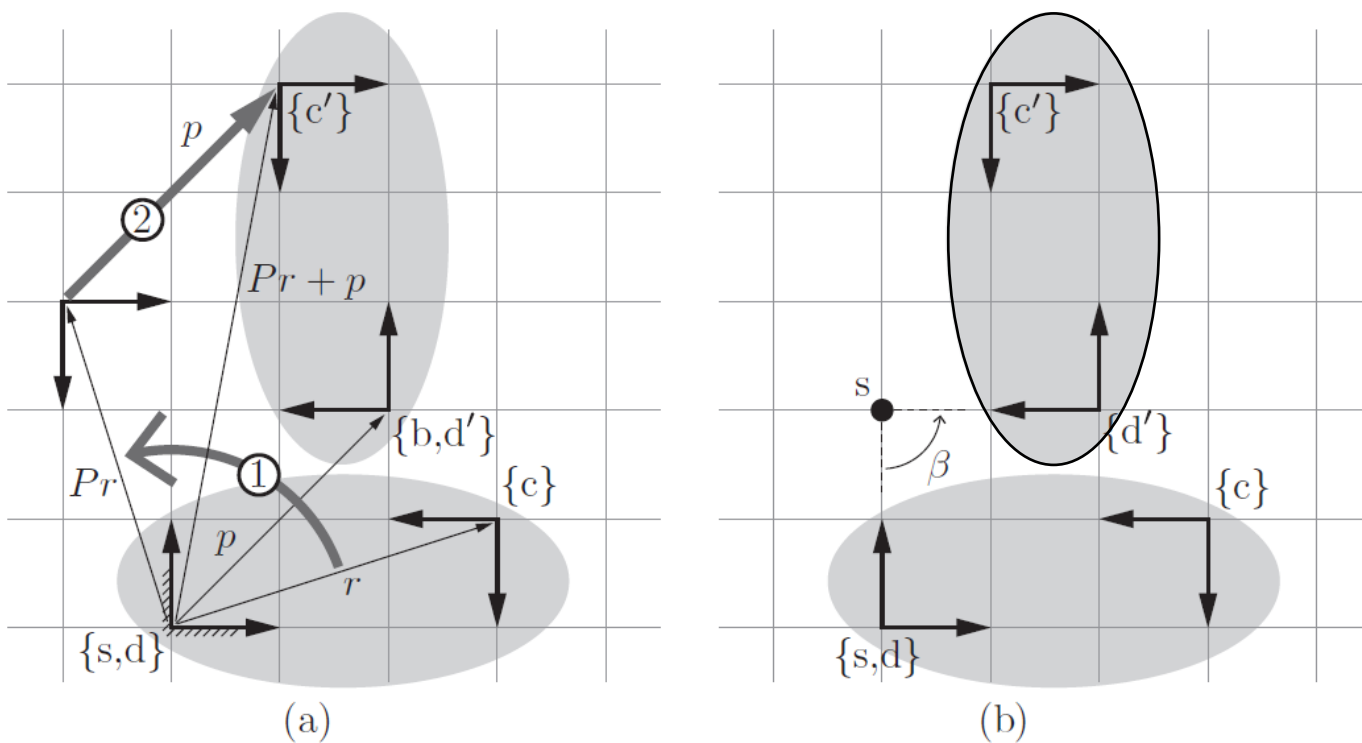 {c′}
p
2
Pr + p
{b,d′}
1
Pr
{c}
p
r
{s,d}
(a)
{c′}
s
{d′}
β
{c}
{s,d}
(b)